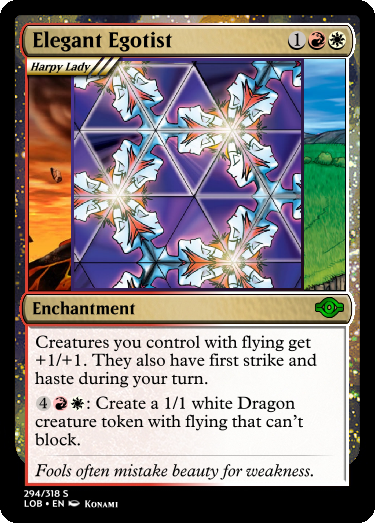 Elegant Egotist 1
Harpy Lady
Enchantment
Creatures you control with flying get
+1/+1. They also have first strike and
haste during your turn.
4: Create a 1/1 white Dragon
creature token with flying that can’t
block.
Fools often mistake beauty for weakness.
294/318 S
LOB • EN Konami